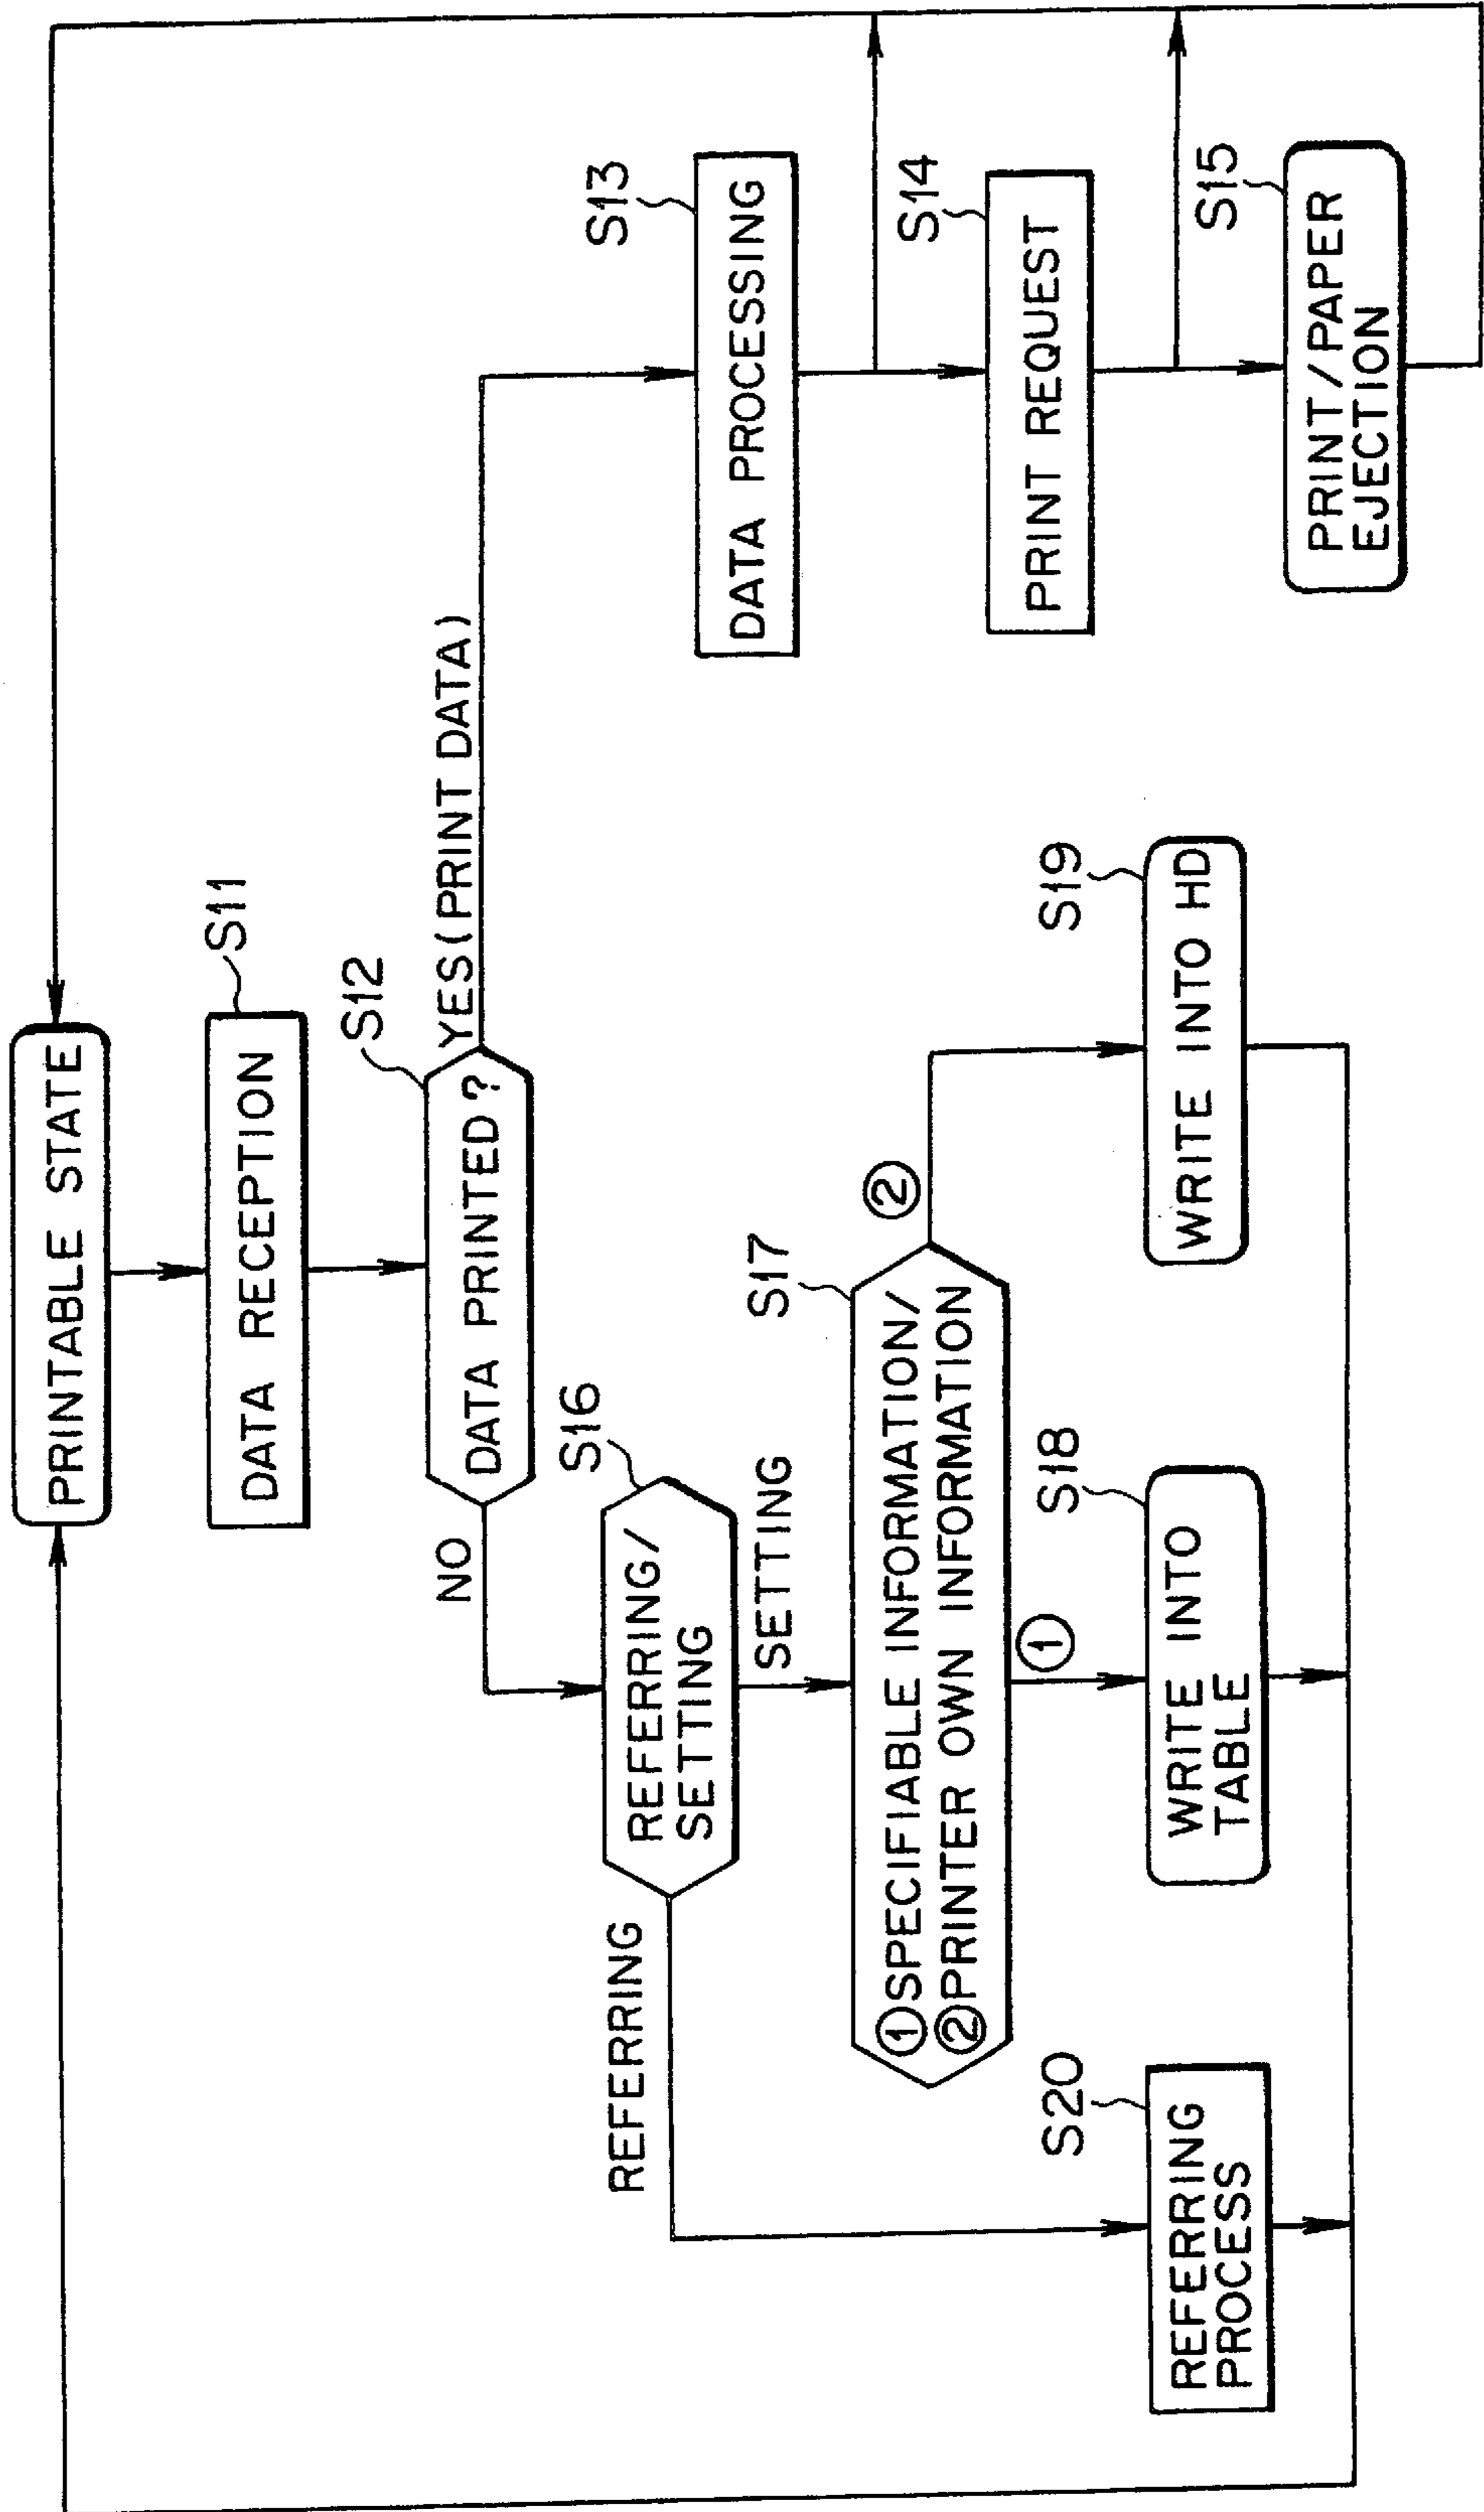 PRINTABLE STATE
S11
DATA RECEPTION
S12
DATA PRINTED?
YES(PRINT DATA)
NO
S13
DATA PROCESSING
S16
REFERRING/
SETTING
REFERRING
SETTING
S14
PRINT REQUEST
S17
①SPECIFIABLE INFORMATION/
②PRINTER OWN INFORMATION
②
①
S15
PRINT/PAPER
EJECTION
S20
REFERRING
PROCESS
S18
WRITE INTO
TABLE
S19
WRITE INTO HD